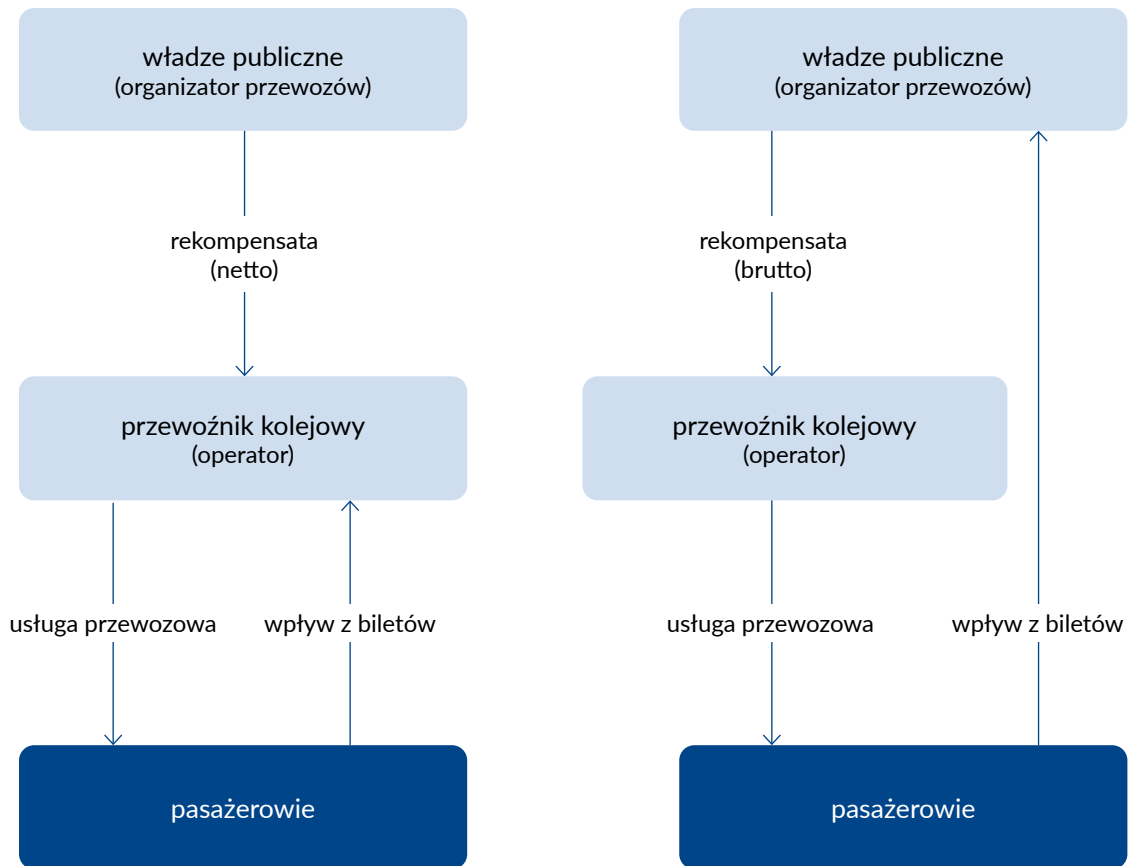 władze publiczne
(organizator przewozów)
władze publiczne
(organizator przewozów)
rekompensata
(netto)
rekompensata
(brutto)
przewoźnik kolejowy
(operator)
przewoźnik kolejowy
(operator)
usługa przewozowa
wpływ z biletów
usługa przewozowa
wpływ z biletów
pasażerowie
pasażerowie